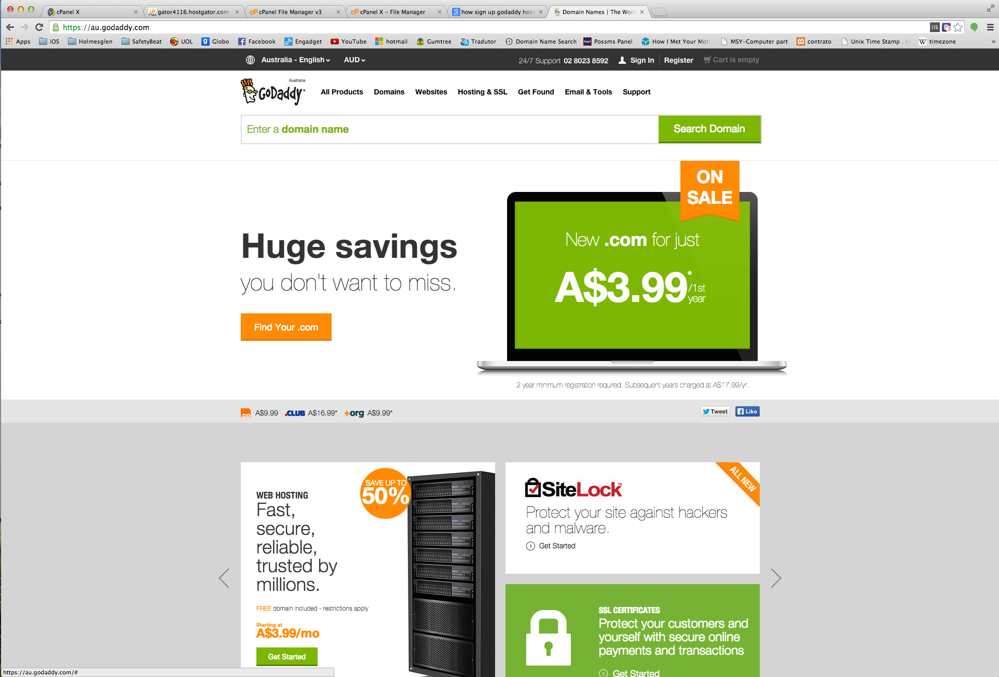 cPanel X
gator4116.hostgator.com
cPanel File Manager v3
cPanel X - File Manager
how sign up godaddy host
Domain Names | The Worl
https://au.godaddy.com
Apps
iOS
Holmesglen
SafetyBeat
UOL
Globo
Facebook
Engadget
YouTube
hotmail
Gumtree
Tradutor
Domain Name Search
Possms Panel
How I Met Your Moth
MSY-Computer part
contrato
Unix Time Stamp . c
timezone
»
Australia - English
AUD
24/7 Support 02 8023 8592
Sign In
Register
Cart is empty
Australia
GoDaddy
All Products
Domains
Websites
Hosting & SSL
Get Found
Email & Tools
Support
Enter a domain name
Search Domain
ON
SALE
Huge savings
you don't want to miss.
Find Your .com
New .com for just
A$3.99*
/1st
year
2 year minimum registration required. Subsequent years charged at A$17.99/yr.
.co A$9.99
.CLUB A$16.99*
org A$9.99*
Tweet
Like
WEB HOSTING
Fast,
secure,
reliable,
trusted by
millions.
SAVE UP TO
50%
FREE domain included - restrictions apply
Starting at
A$3.99/mo
Get Started
ALL NEW
SiteLock™
Protect your site against hackers
and malware.
Get Started
SSL CERTIFICATES
Protect your customers and
yourself with secure online
payments and transactions
Get Started
https://au.godaddy.com/#